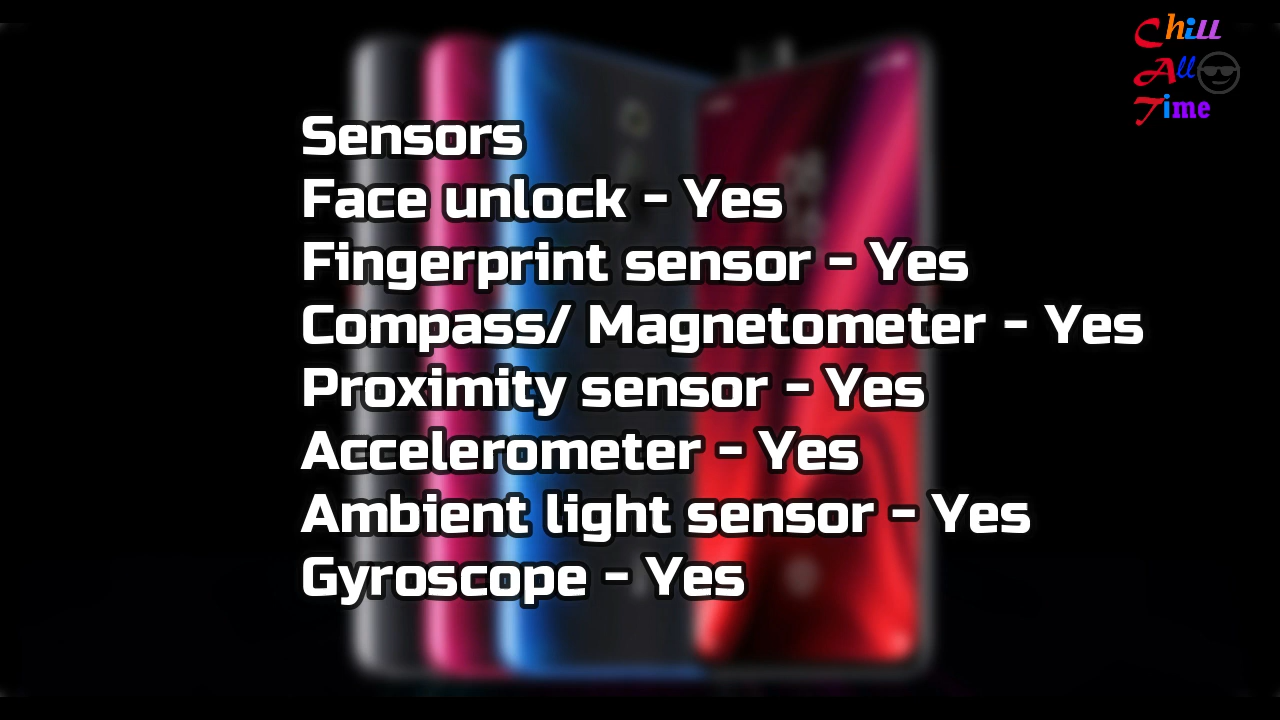 Chill
All
Time
Sensors
Face unlock - Yes
Fingerprint sensor - Yes
Compass/ Magnetometer - Yes
Proximity sensor - Yes
Accelerometer - Yes
Ambient light sensor - Yes
Gyroscope - Yes